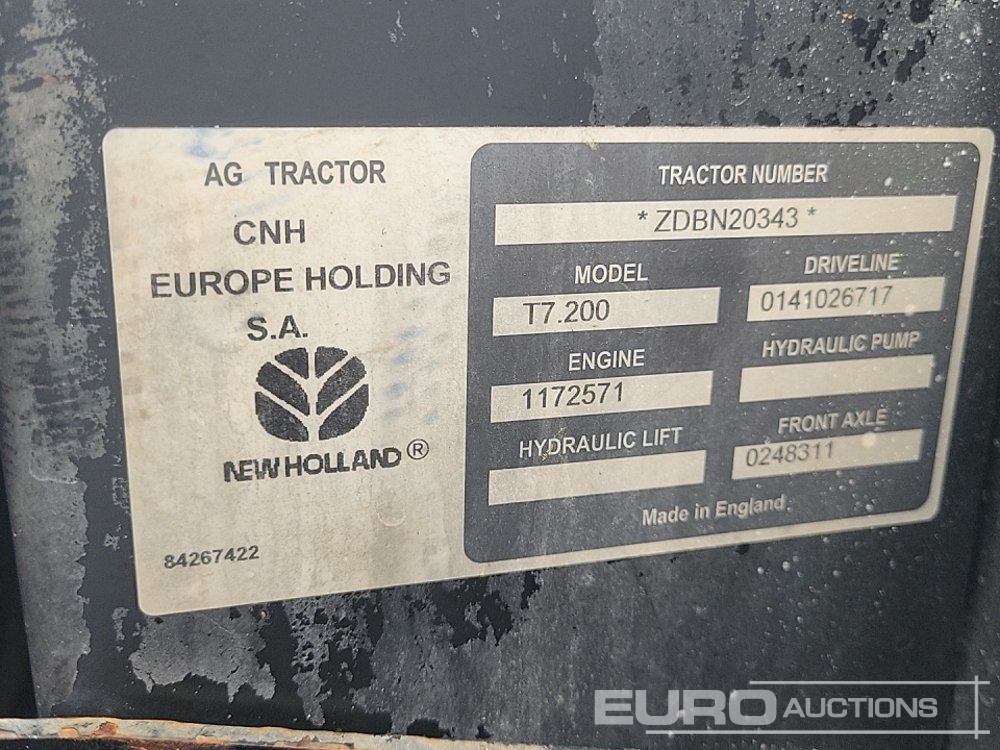 AG TRACTOR
CNH
EUROPE HOLDING
S.A.
NEW HOLLAND ®
84267422
TRACTOR NUMBER
* ZDBN20343 *
MODEL
T7.200
DRIVELINE
0141026717
ENGINE
1172571
HYDRAULIC PUMP
HYDRAULIC LIFT
FRONT AXLE
0248311
Made in England
EURO AUCTIONS